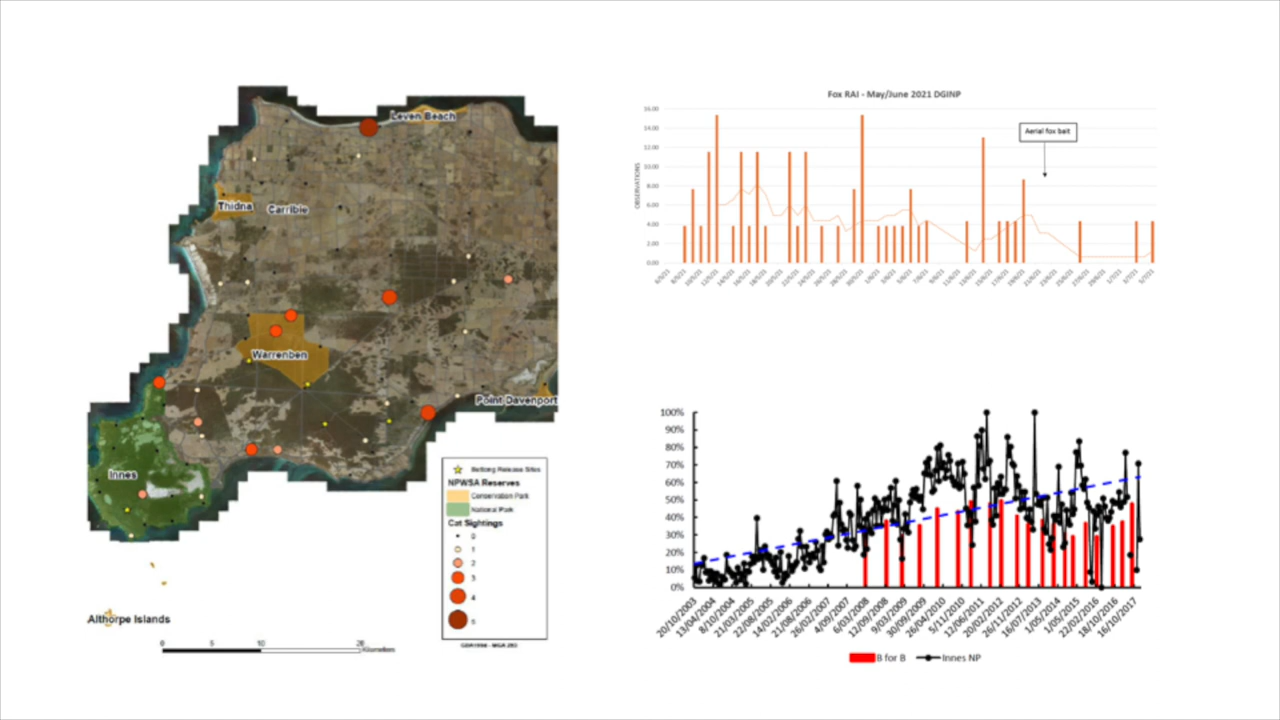 Leven Beach
Thidna
Carribie
Warrenben
Point Davenport
Innes
Althorpe Islands
0 5 10 20
Kilometers
Bettong Release Sites
NPWSA Reserves
Conservation Park
National Park
Cat Sightings
0
1
2
3
4
5
Fox RAI - May/June 2021 DGINP
OBSERVATIONS
16.00
14.00
12.00
10.00
8.00
6.00
4.00
2.00
0.00
Aerial fox bait
100%
90%
80%
70%
60%
50%
40%
30%
20%
10%
0%
20/10/2003
13/04/2004
8/10/2004
21/03/2005
22/08/2005
14/02/2006
21/08/2006
26/02/2007
4/09/2007
6/03/2008
12/09/2008
9/03/2009
30/09/2009
26/04/2010
5/11/2010
12/06/2011
20/02/2012
26/11/2012
16/07/2013
1/05/2014
1/05/2015
22/02/2016
16/10/2016
16/10/2017
B for B
Innes NP